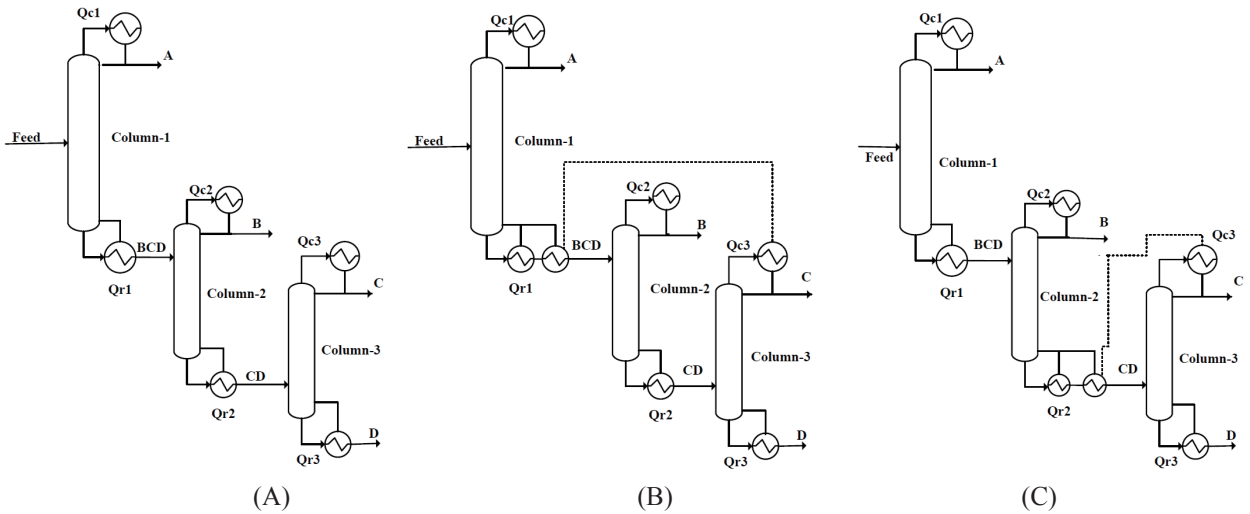 Qc1
A
Feed
Column-1
Qc2
B
BCD
Qr1
Qc3
Column-2
C
Column-3
CD
Qr2
Qr3
D
(A)
Qc1
A
Feed
Column-1
Qc2
B
Qc3
BCD
Qr1
Column-2
C
Column-3
CD
Qr2
Qr3
D
(B)
Qc1
A
Feed
Column-1
Qc2
B
Qc3
BCD
Qr1
Column-2
C
Column-3
CD
Qr2
Qr3
D
(C)